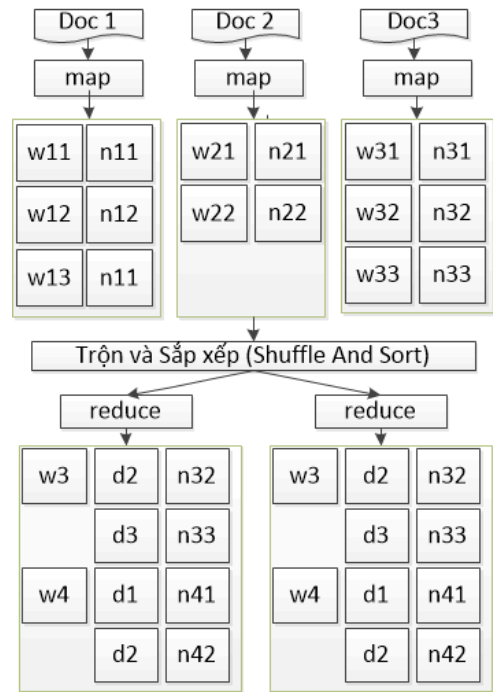 Doc 1 Doc 2 Doc3
map map map
w11 n11 w21 n21 w31 n31
w12 n12 w22 n22 w32 n32
w13 n11 w33 n33
Trộn và Sắp xếp (Shuffle And Sort)
reduce reduce
w3 d2 n32 w3 d2 n32
d3 n33 d3 n33
w4 d1 n41 w4 d1 n41
d2 n42 d2 n42